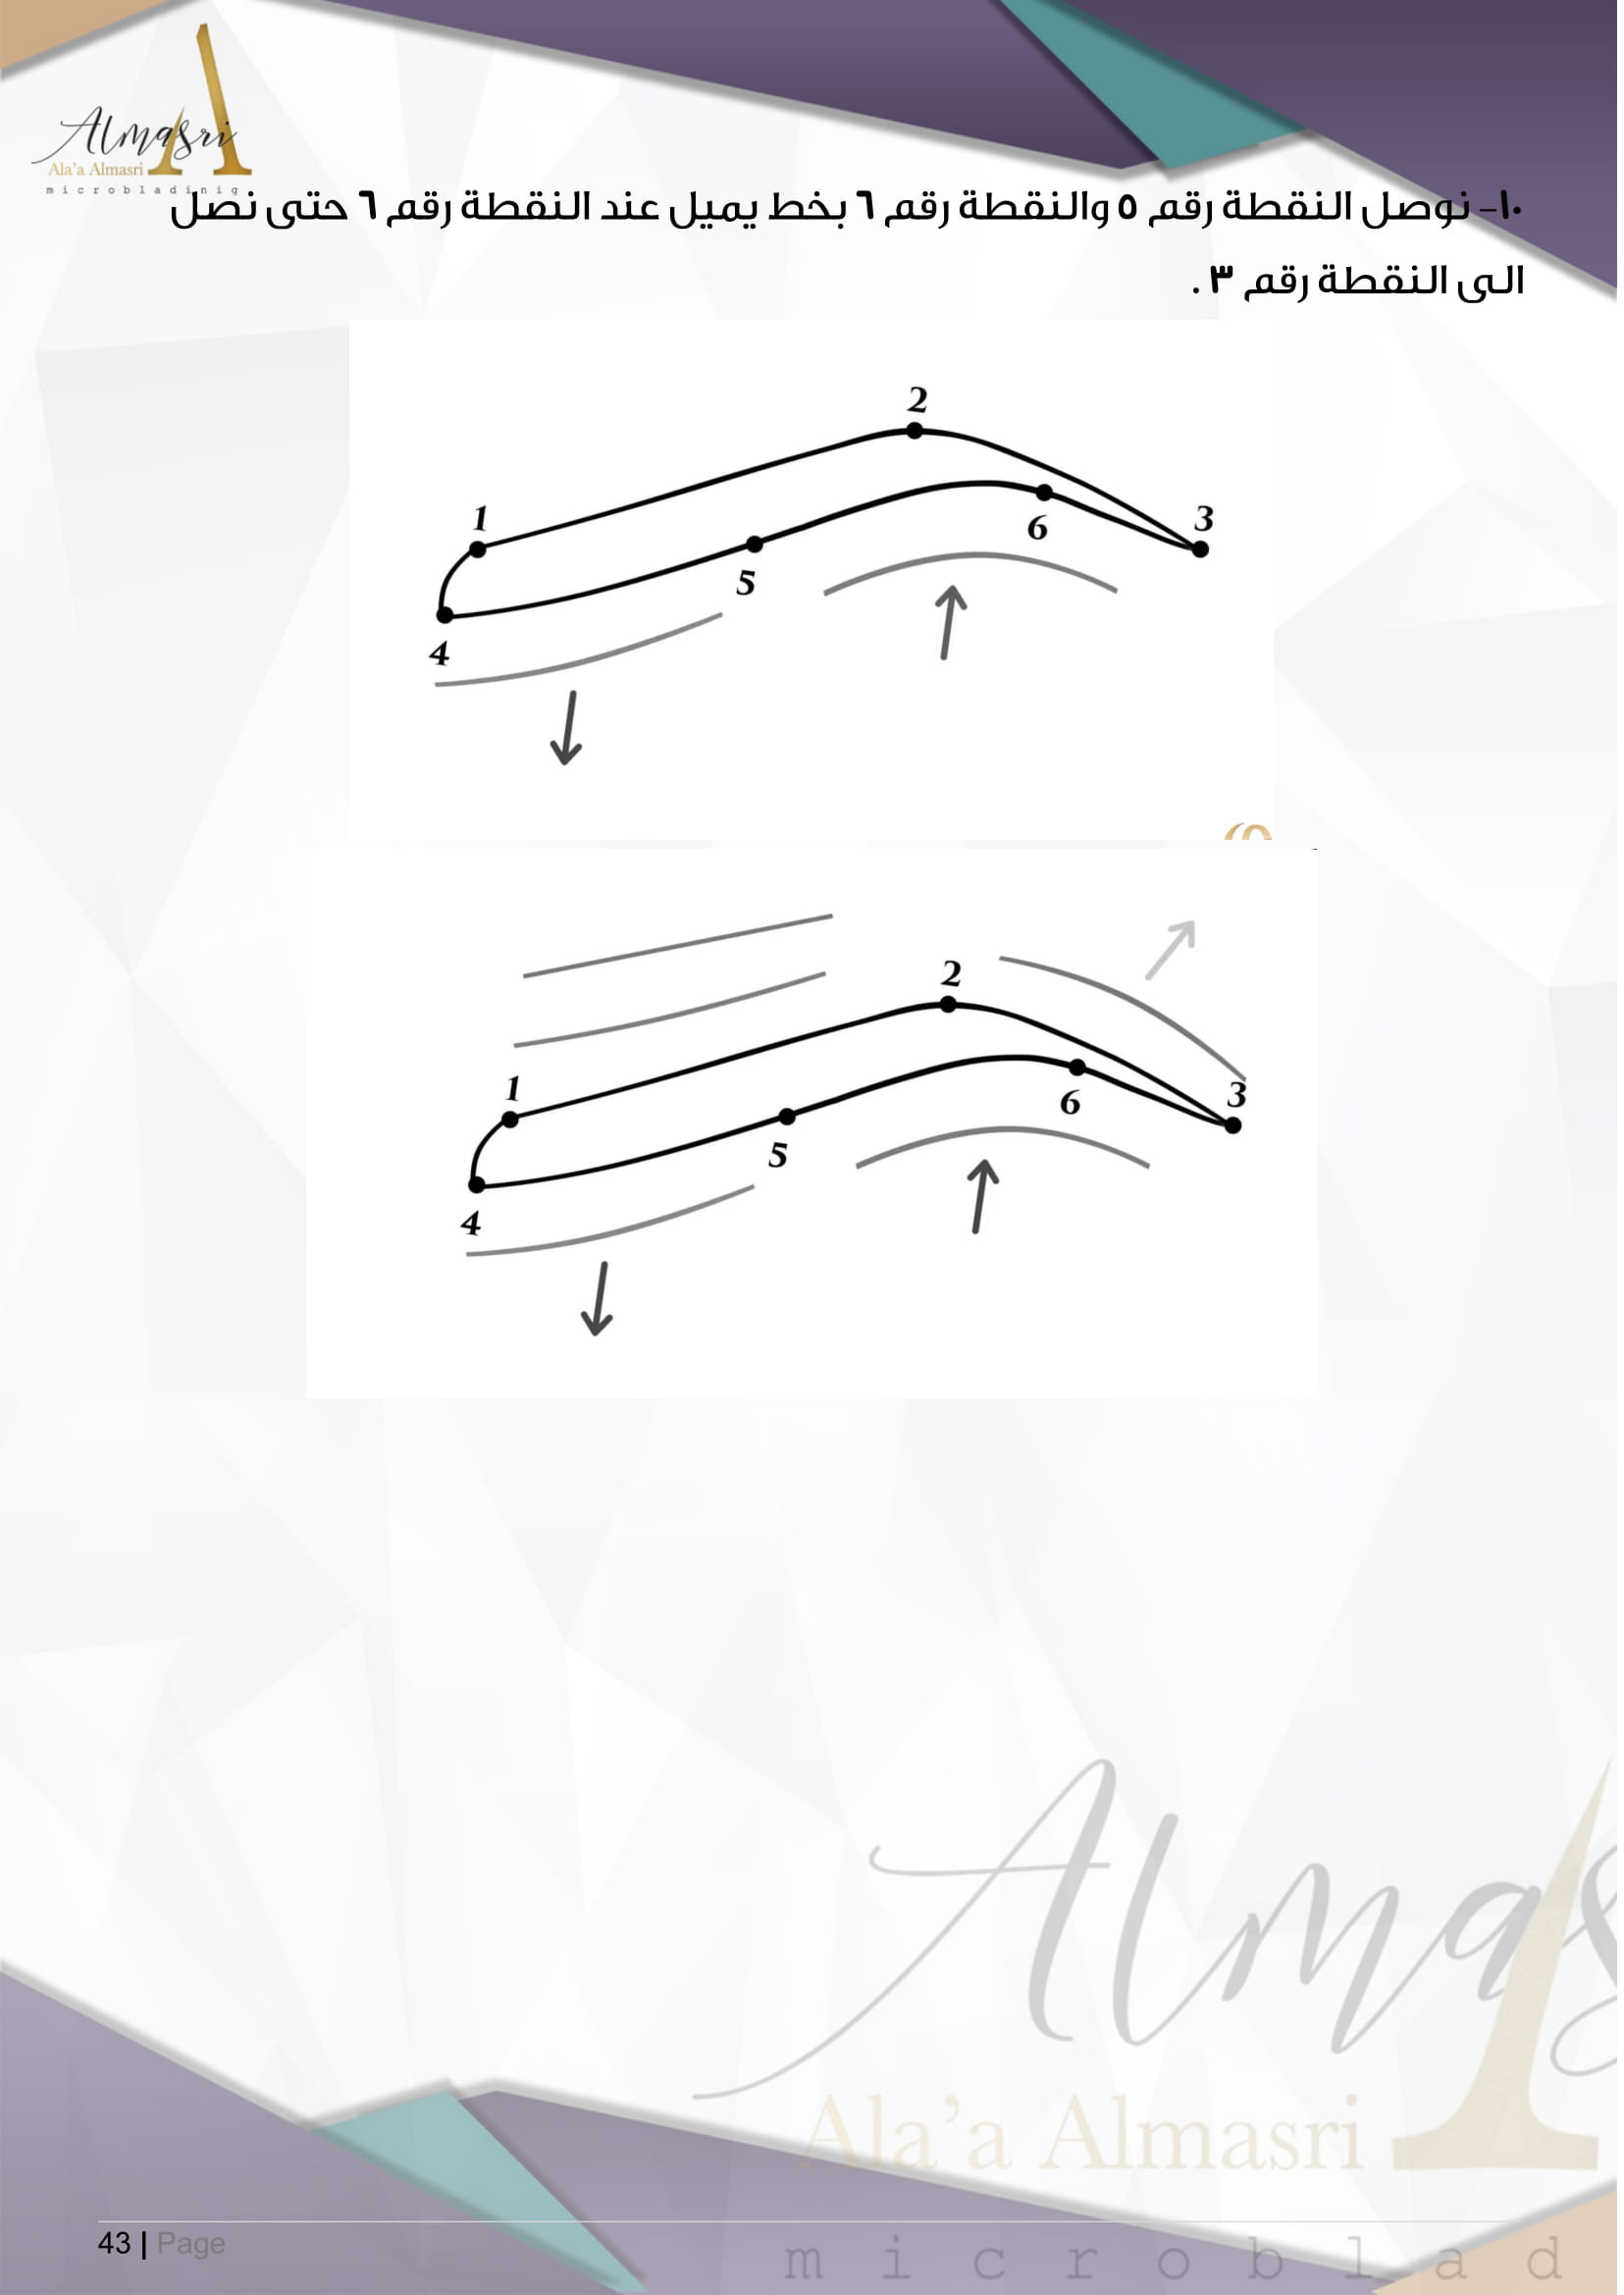 Almasri
Ala'a Almasri
microbladinig
١٠– نوصل النقطة رقم ٥ والنقطة رقم ٦ بخط يميل عند النقطة رقم ٦ حتى نصل
الى النقطة رقم ٣ .
2
1
3
6
5
4
2
1
3
6
5
4
Almas
Ala'a Almasri
43 | Page
microblad